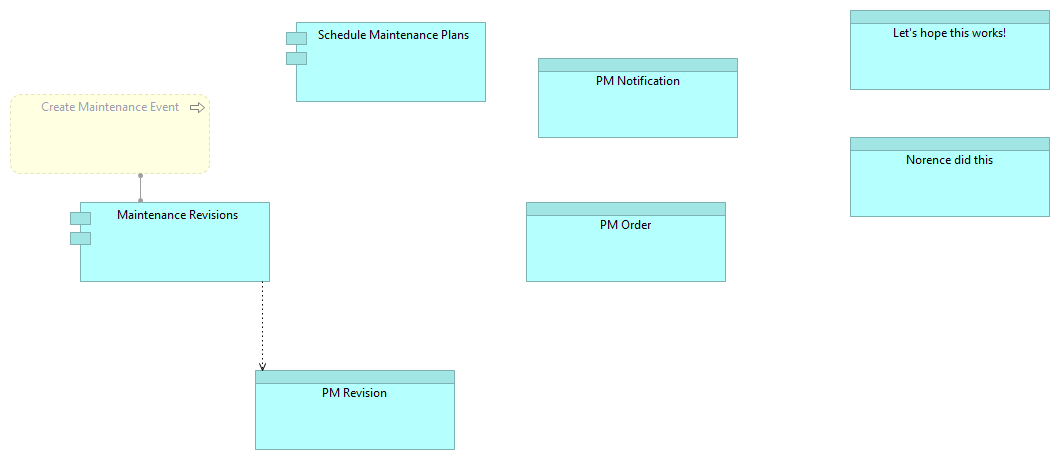 Schedule Maintenance Plans
Let's hope this works!
PM Notification
Create Maintenance Event
Norence did this
Maintenance Revisions
PM Order
PM Revision